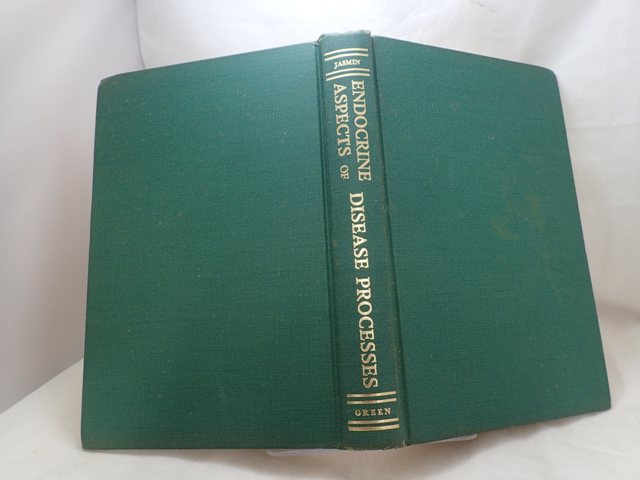 JASMIN
ENDOCRINE
ASPECTS OF
DISEASE PROCESSES
GREEN